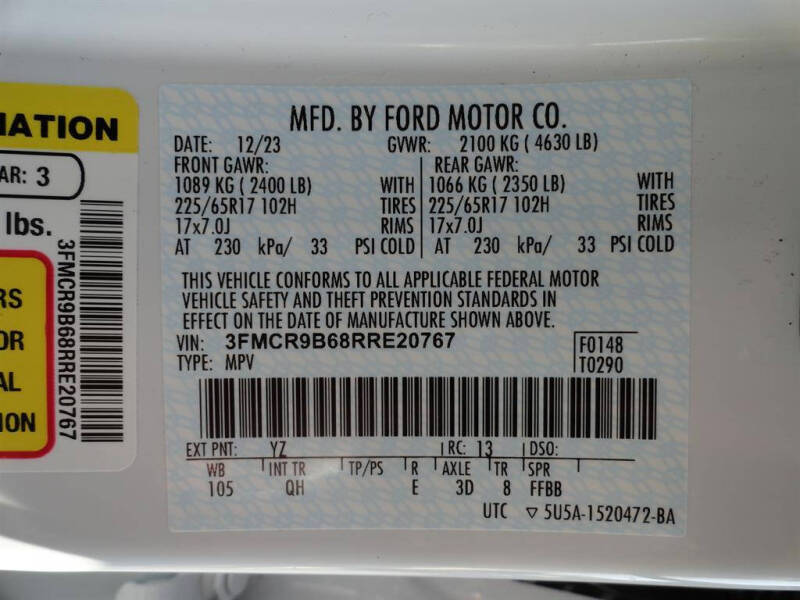 MATION
AR: 3
lbs.
RS
OR
AL
ION
3FMCR9B68RRE20767
MFD. BY FORD MOTOR CO.
DATE: 12/23 GVWR: 2100 KG ( 4630 LB)
FRONT GAWR: REAR GAWR:
1089 KG ( 2400 LB) WITH 1066 KG ( 2350 LB) WITH
225/65R17 102H TIRES 225/65R17 102H TIRES
17x7.0J RIMS 17x7.0J RIMS
AT 230 kPa/ 33 PSI COLD AT 230 kPa/ 33 PSI COLD
THIS VEHICLE CONFORMS TO ALL APPLICABLE FEDERAL MOTOR
VEHICLE SAFETY AND THEFT PREVENTION STANDARDS IN
EFFECT ON THE DATE OF MANUFACTURE SHOWN ABOVE.
VIN: 3FMCR9B68RRE20767 F0148
TYPE: MPV T0290
EXT PNT: YZ RC: 13 DSO:
WB INT TR TP/PS R AXLE TR SPR
105 QH E 3D 8 FFBB
UTC ▽ 5U5A-1520472-BA